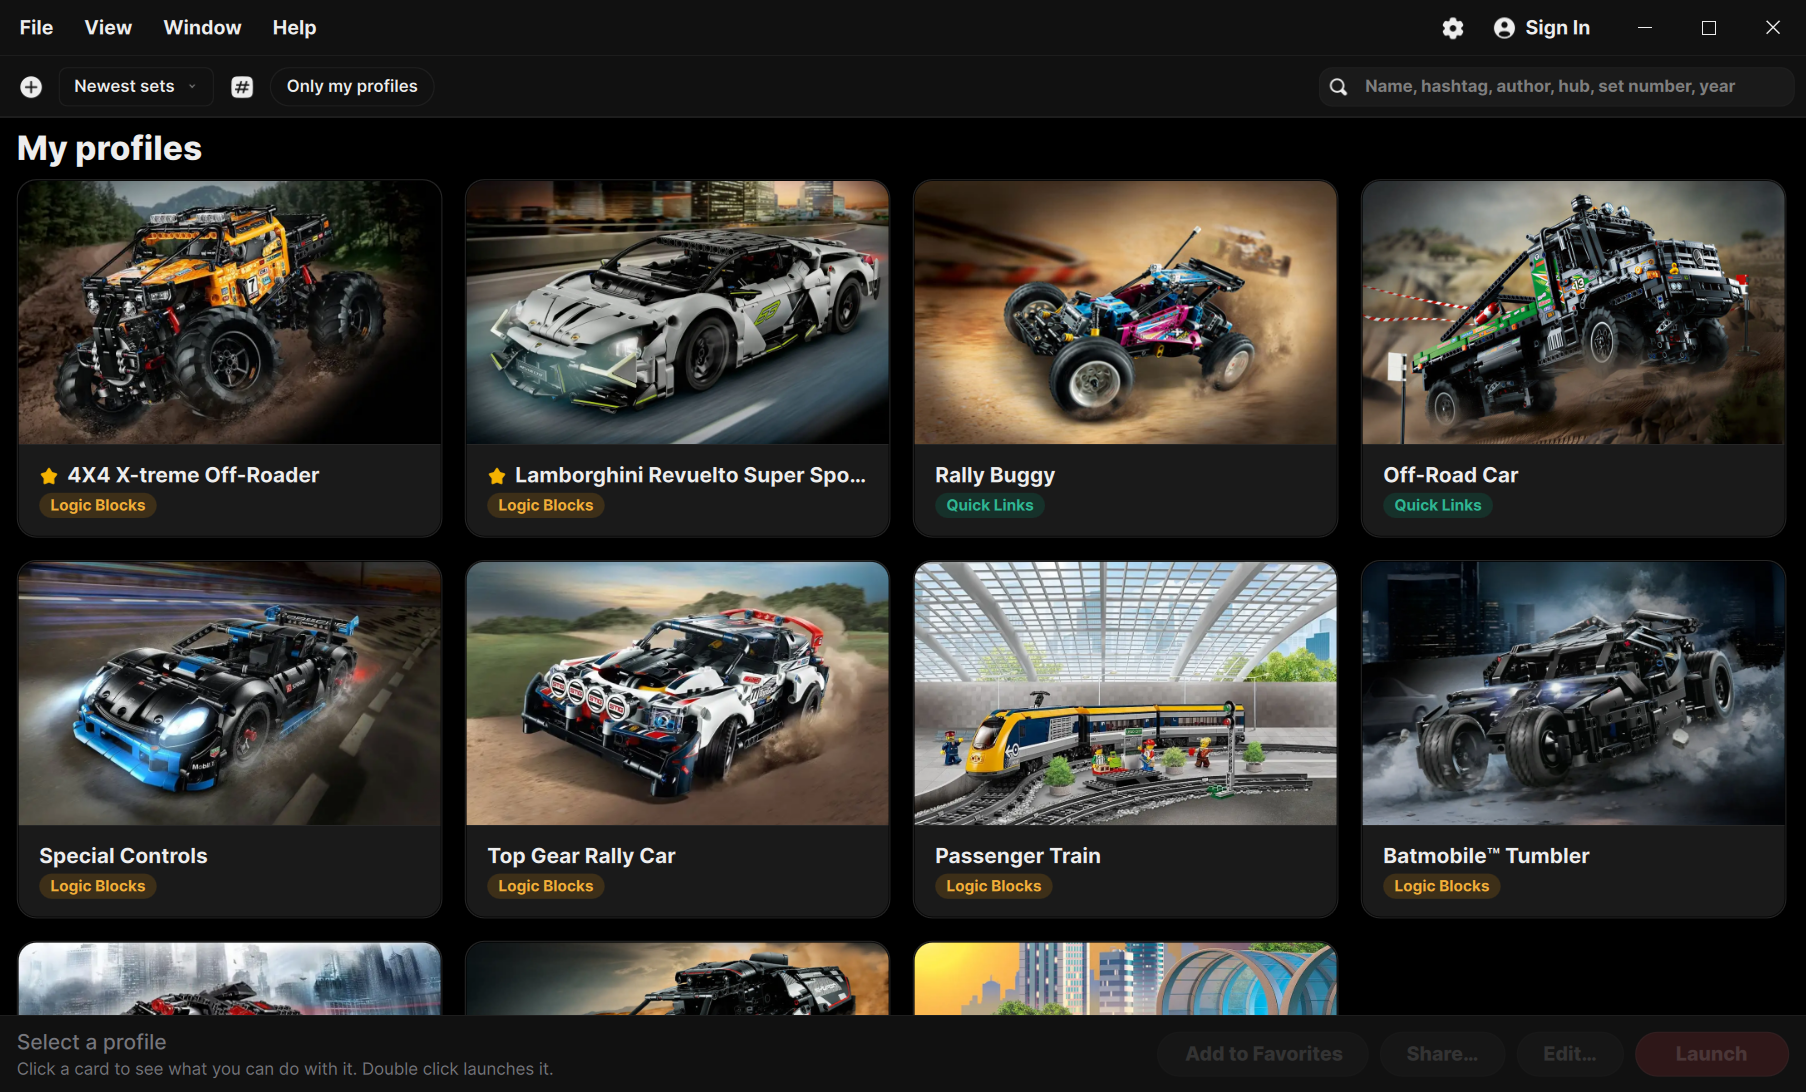 File View Window Help Sign In
Newest sets Only my profiles Name, hashtag, author, hub, set number, year
My profiles
4X4 X-treme Off-Roader
Logic Blocks
Lamborghini Revuelto Super Spo...
Logic Blocks
Rally Buggy
Quick Links
Off-Road Car
Quick Links
Special Controls
Logic Blocks
Top Gear Rally Car
Logic Blocks
Passenger Train
Logic Blocks
Batmobile™ Tumbler
Logic Blocks
Select a profile
Click a card to see what you can do with it. Double click launches it.
Add to Favorites Share... Edit... Launch